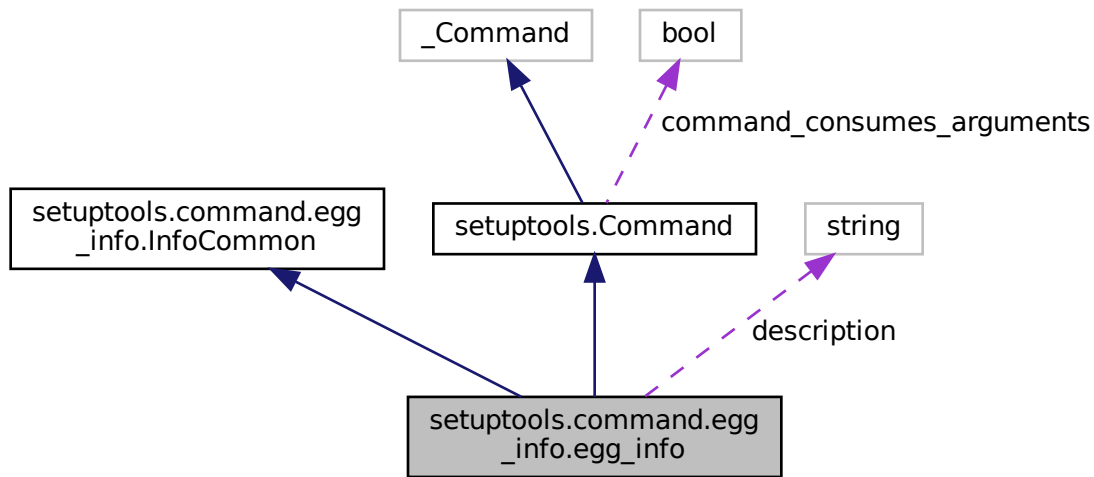 _Command
bool
command_consumes_arguments
setuptools.command.egg
_info.InfoCommon
setuptools.Command
string
description
setuptools.command.egg
_info.egg_info